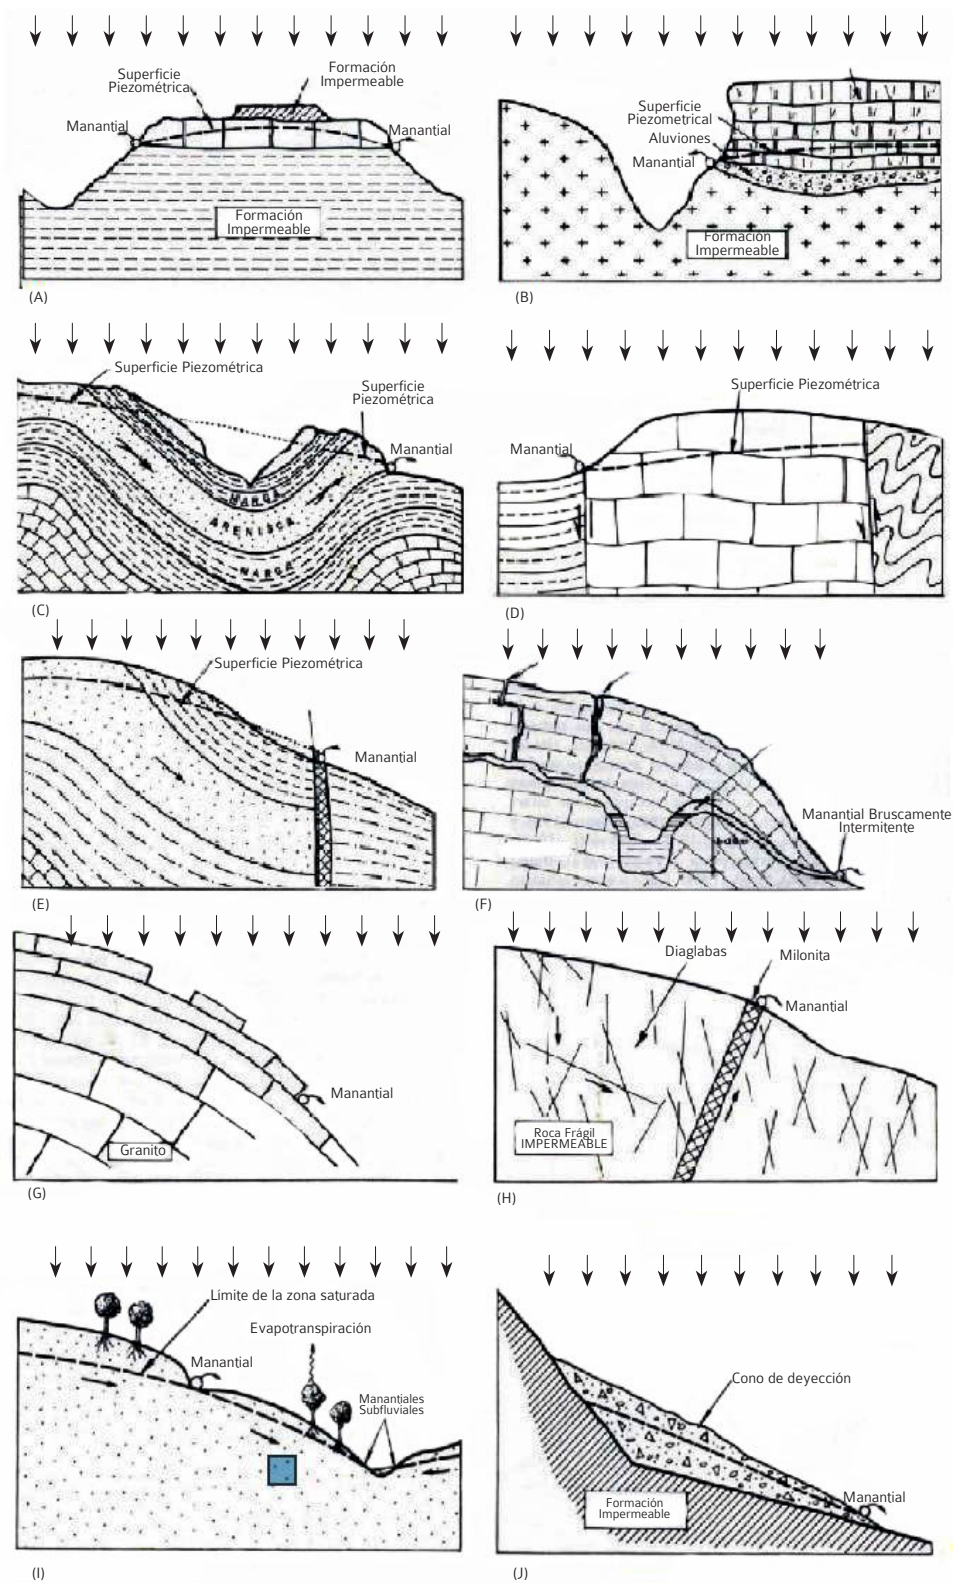 Superficie
Piezométrica
Formación
Impermeable
Manantial
Manantial
Formación
Impermeable
(A)
Superficie
Piezometrical
Aluviones
Manantial
Formación
Impermeable
(B)
Superficie Piezométrica
Superficie
Piezométrica
Manantial
MARGA
ARENISCA
MARGA
(C)
Superficie Piezométrica
Manantial
(D)
Superficie Piezométrica
Manantial
(E)
Manantial Bruscamente
Intermitente
(F)
Manantial
Granito
(G)
Diaglabas
Milonita
Manantial
Roca Frágil
IMPERMEABLE
(H)
Límite de la zona saturada
Evapotranspiración
Manantial
Manantiales
Subfluviales
(I)
Cono de deyección
Manantial
Formación
Impermeable
(J)